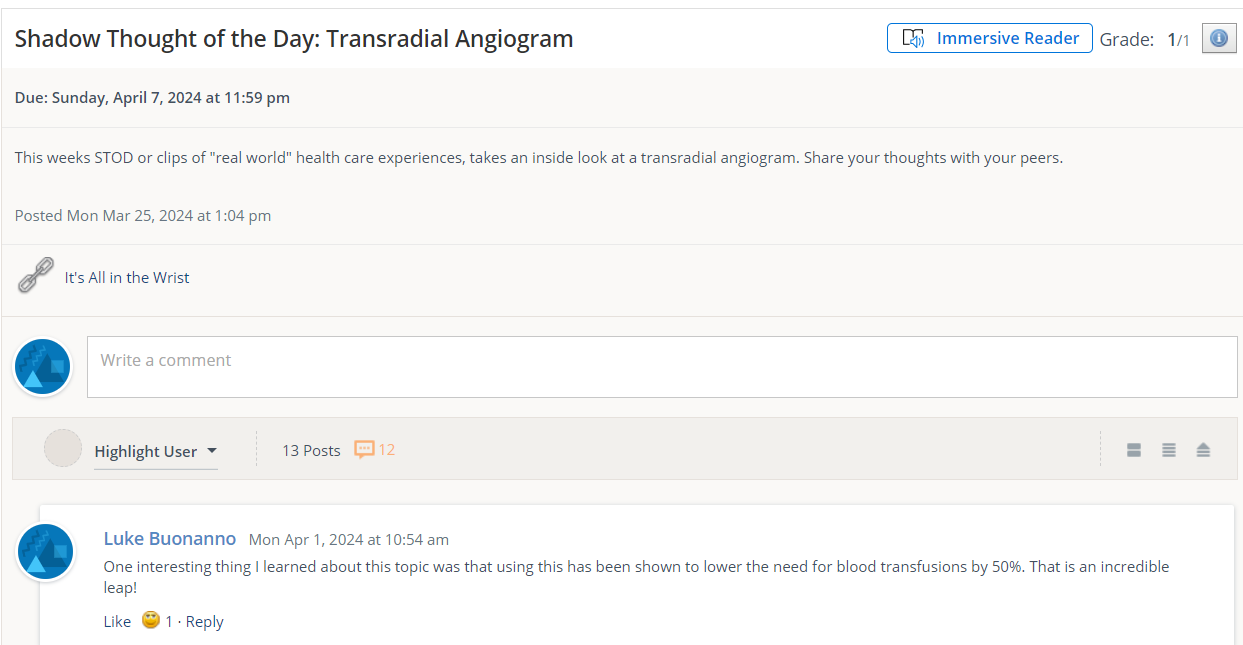 Shadow Thought of the Day: Transradial Angiogram
Immersive Reader
Grade: 1/1
Due: Sunday, April 7, 2024 at 11:59 pm
This weeks STOD or clips of "real world" health care experiences, takes an inside look at a transradial angiogram. Share your thoughts with your peers.
Posted Mon Mar 25, 2024 at 1:04 pm
It's All in the Wrist
Write a comment
Highlight User
13 Posts
12
Luke Buonanno Mon Apr 1, 2024 at 10:54 am
One interesting thing I learned about this topic was that using this has been shown to lower the need for blood transfusions by 50%. That is an incredible
leap!
Like 1 · Reply